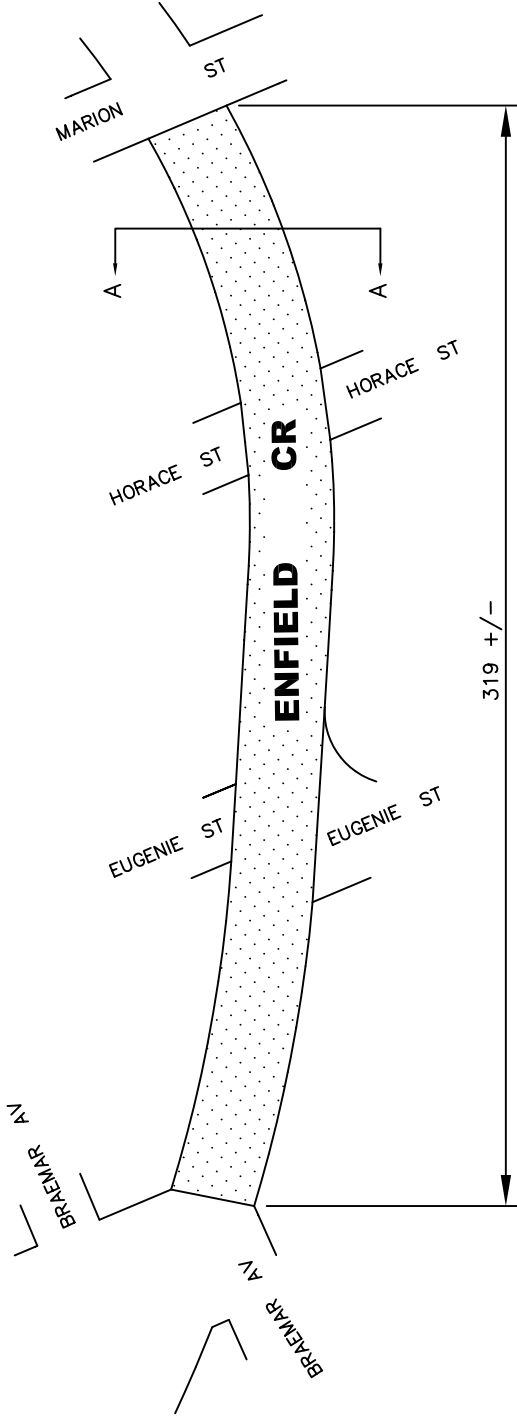 MARION ST
A
A
HORACE ST
HORACE ST
ENFIELD CR
319 +/-
EUGENIE ST
EUGENIE ST
BRAEMAR AV
BRAEMAR AV